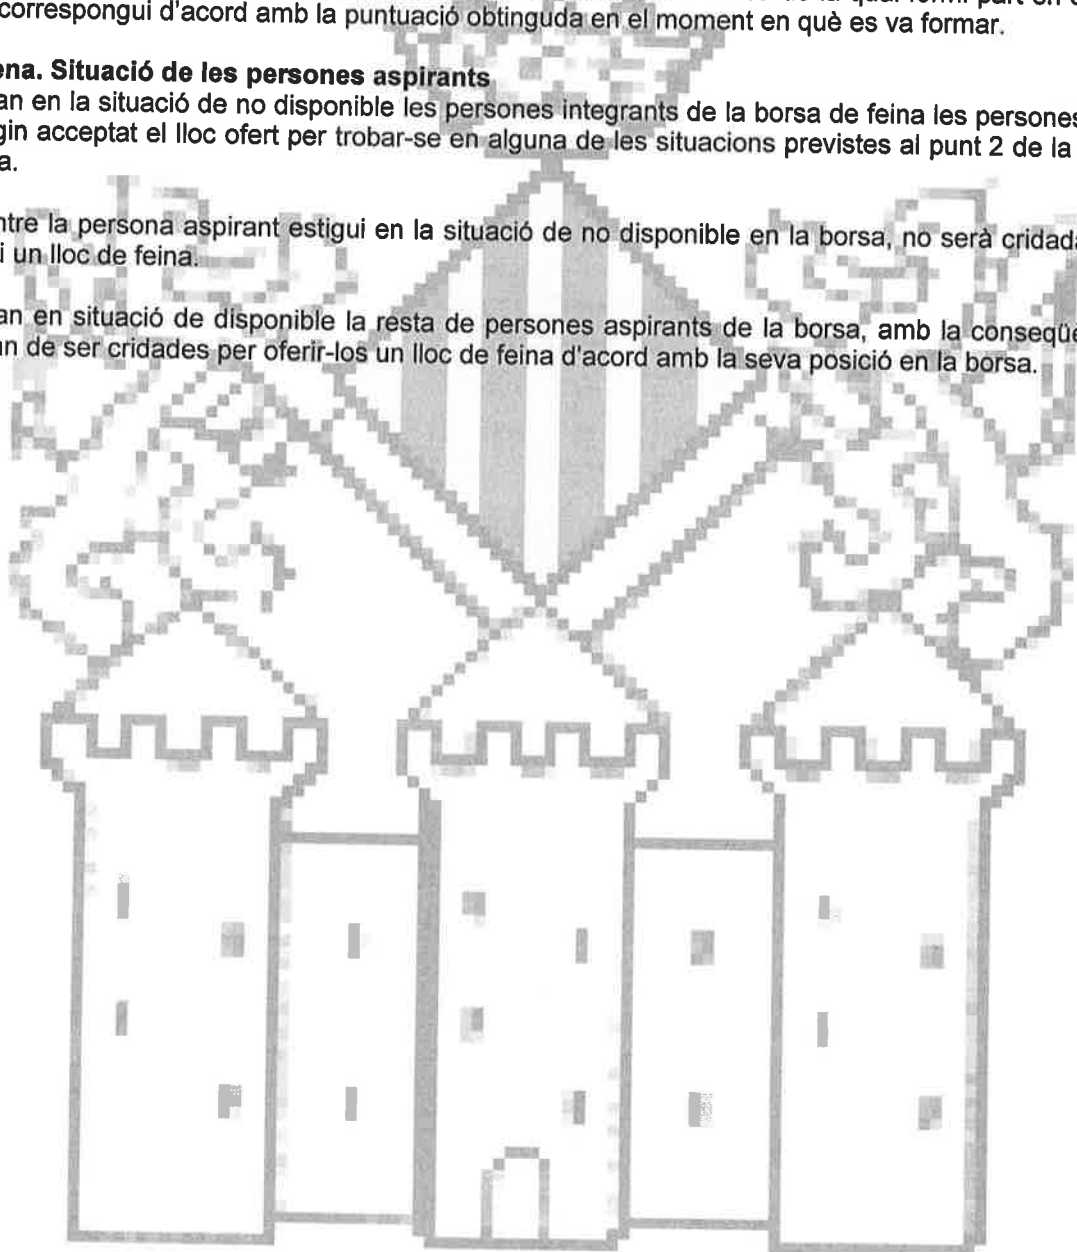 correspongui d'acord amb la puntuació obtinguda en el moment en què es va formar.
ena. Situació de les persones aspirants
an en la situació de no disponible les persones integrants de la borsa de feina les persones
gin acceptat el lloc ofert per trobar-se en alguna de les situacions previstes al punt 2 de la
a.
ntre la persona aspirant estigui en la situació de no disponible en la borsa, no serà cridada
i un lloc de feina.
an en situació de disponible la resta de persones aspirants de la borsa, amb la conseqüè
an de ser cridades per oferir-los un lloc de feina d'acord amb la seva posició en la borsa.